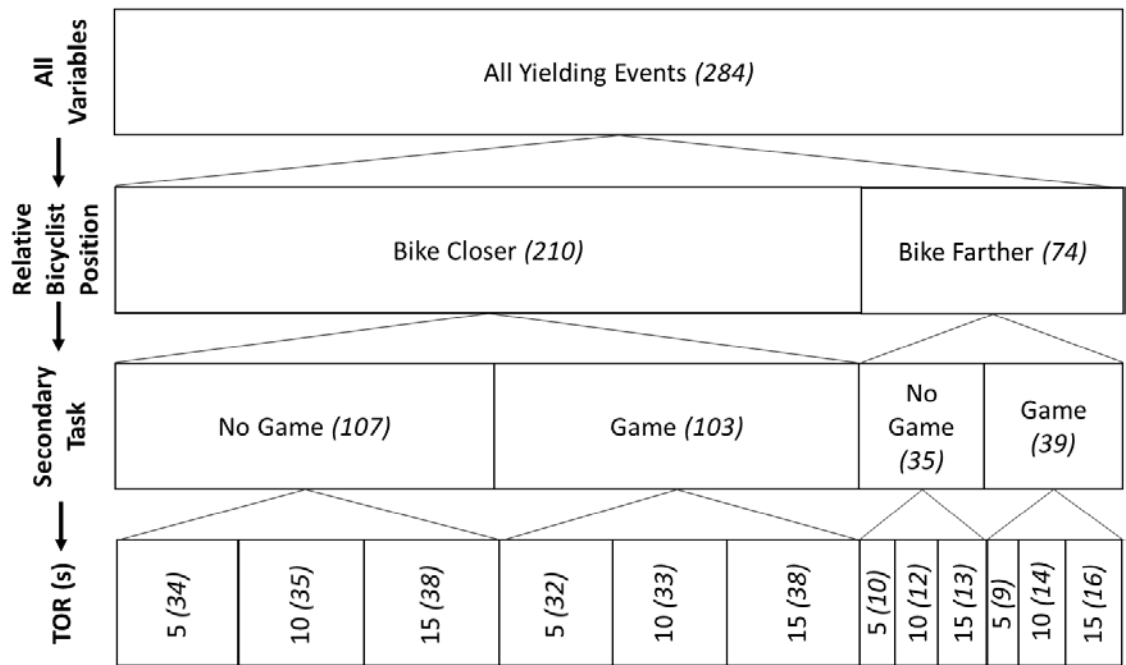 All
Variables
All Yielding Events (284)
Relative
Bicyclist
Position
Bike Closer (210)
Bike Farther (74)
Secondary
Task
No Game (107)
Game (103)
No
Game
(35)
Game
(39)
TOR (s)
5 (34)
10 (35)
15 (38)
5 (32)
10 (33)
15 (38)
5 (10)
10 (12)
15 (13)
5 (9)
10 (14)
15 (16)